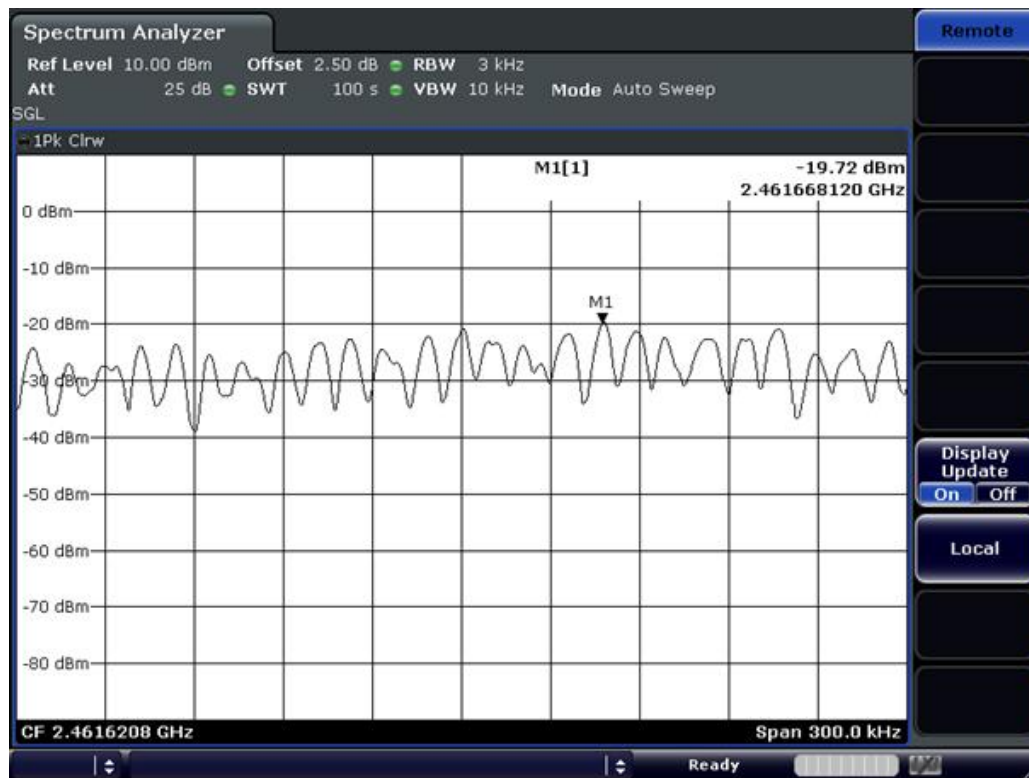 Spectrum Analyzer
Remote
Ref Level 10.00 dBm Offset 2.50 dB RBW 3 kHz
Att 25 dB SWT 100 s VBW 10 kHz Mode Auto Sweep
SGL
1Pk Clrw
M1[1] -19.72 dBm
2.461668120 GHz
0 dBm
-10 dBm
M1
-20 dBm
-30 dBm
-40 dBm
-50 dBm
-60 dBm
-70 dBm
-80 dBm
CF 2.4616208 GHz Span 300.0 kHz
Display
Update
On Off
Local
Ready